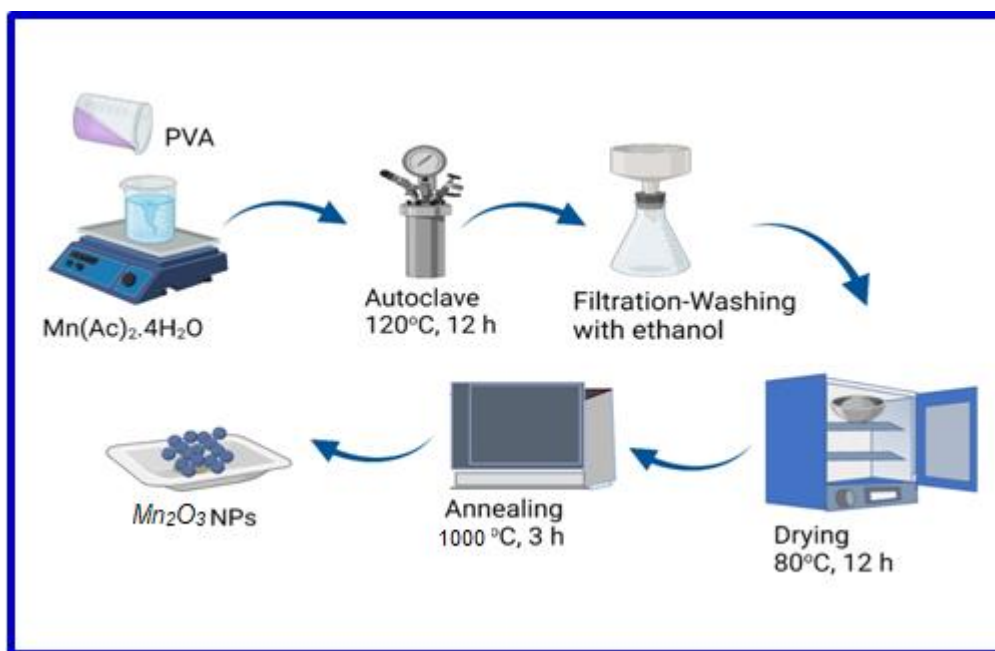 PVA
Mn(Ac)₂.4H₂O
Autoclave
120°C, 12 h
Filtration-Washing
with ethanol
Drying
80°C, 12 h
Annealing
1000 °C, 3 h
Mn₂O₃ NPs